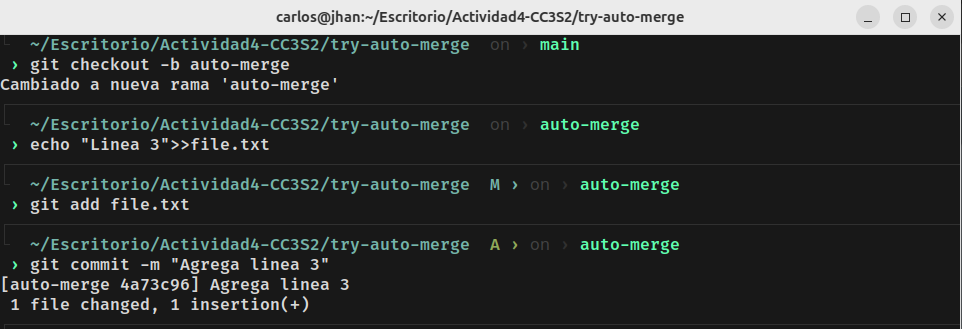 carlos@jhan:~/Escritorio/Actividad4-CC3S2/try-auto-merge
~/Escritorio/Actividad4-CC3S2/try-auto-merge on › main
› git checkout -b auto-merge
Cambiado a nueva rama 'auto-merge'
~/Escritorio/Actividad4-CC3S2/try-auto-merge on › auto-merge
› echo "Linea 3">>file.txt
~/Escritorio/Actividad4-CC3S2/try-auto-merge M › on › auto-merge
› git add file.txt
~/Escritorio/Actividad4-CC3S2/try-auto-merge A › on › auto-merge
› git commit -m "Agrega linea 3"
[auto-merge 4a73c96] Agrega linea 3
1 file changed, 1 insertion(+)